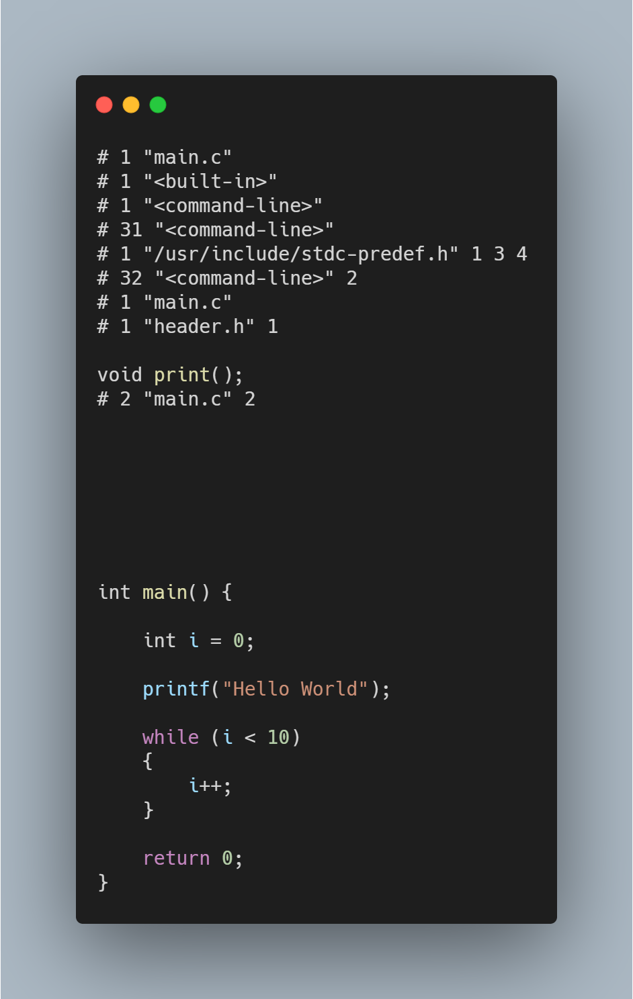 # 1 "main.c"
# 1 "<built-in>"
# 1 "<command-line>"
# 31 "<command-line>"
# 1 "/usr/include/stdc-predef.h" 1 3 4
# 32 "<command-line>" 2
# 1 "main.c"
# 1 "header.h" 1
void print();
# 2 "main.c" 2
int main() {
    int i = 0;
    printf("Hello World");
    while (i < 10)
    {
        i++;
    }
    return 0;
}